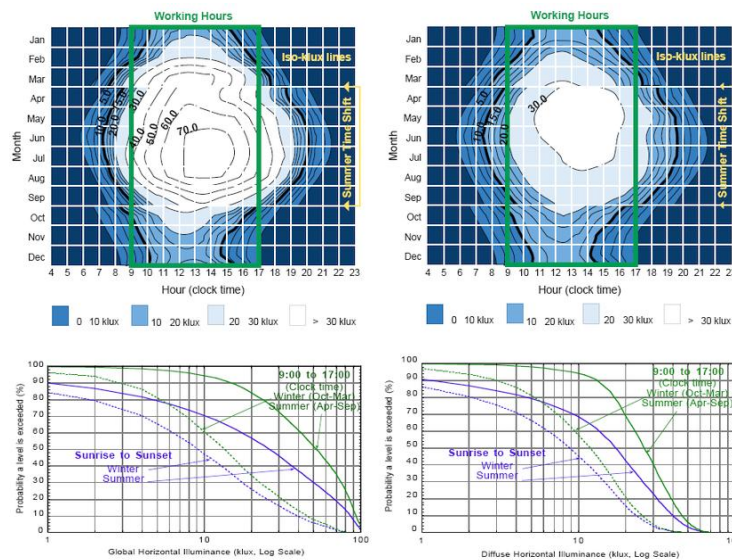 Working Hours
Iso-klux lines
Jan
Feb
Mar
Apr
May
Jun
Jul
Aug
Sep
Oct
Nov
Dec
Month
5.0
10.0
15.0
20.0
30.0
40.0
50.0
60.0
70.0
Summer Time Shift
4 5 6 7 8 9 10 11 12 13 14 15 16 17 18 19 20 21 22 23
Hour (clock time)
0 10 klux
10 20 klux
20 30 klux
> 30 klux
Working Hours
Iso-klux lines
Jan
Feb
Mar
Apr
May
Jun
Jul
Aug
Sep
Oct
Nov
Dec
Month
5.0
10.0
15.0
20.0
30.0
Summer Time Shift
4 5 6 7 8 9 10 11 12 13 14 15 16 17 18 19 20 21 22 23
Hour (clock time)
0 10 klux
10 20 klux
20 30 klux
> 30 klux
100
90
80
70
60
50
40
30
20
10
0
Probability a level is exceeded (%)
9:00 to 17:00
(Clock time)
Winter (Oct-Mar)
Summer (Apr-Sep)
Sunrise to Sunset
Winter
Summer
1 10 100
Global Horizontal Illuminance (klux, Log Scale)
100
90
80
70
60
50
40
30
20
10
0
Probability a level is exceeded (%)
9:00 to 17:00
(Clock time)
Winter (Oct-Mar)
Summer (Apr-Sep)
Sunrise to Sunset
Winter
Summer
1 10 100
Diffuse Horizontal Illuminance (klux, Log Scale)